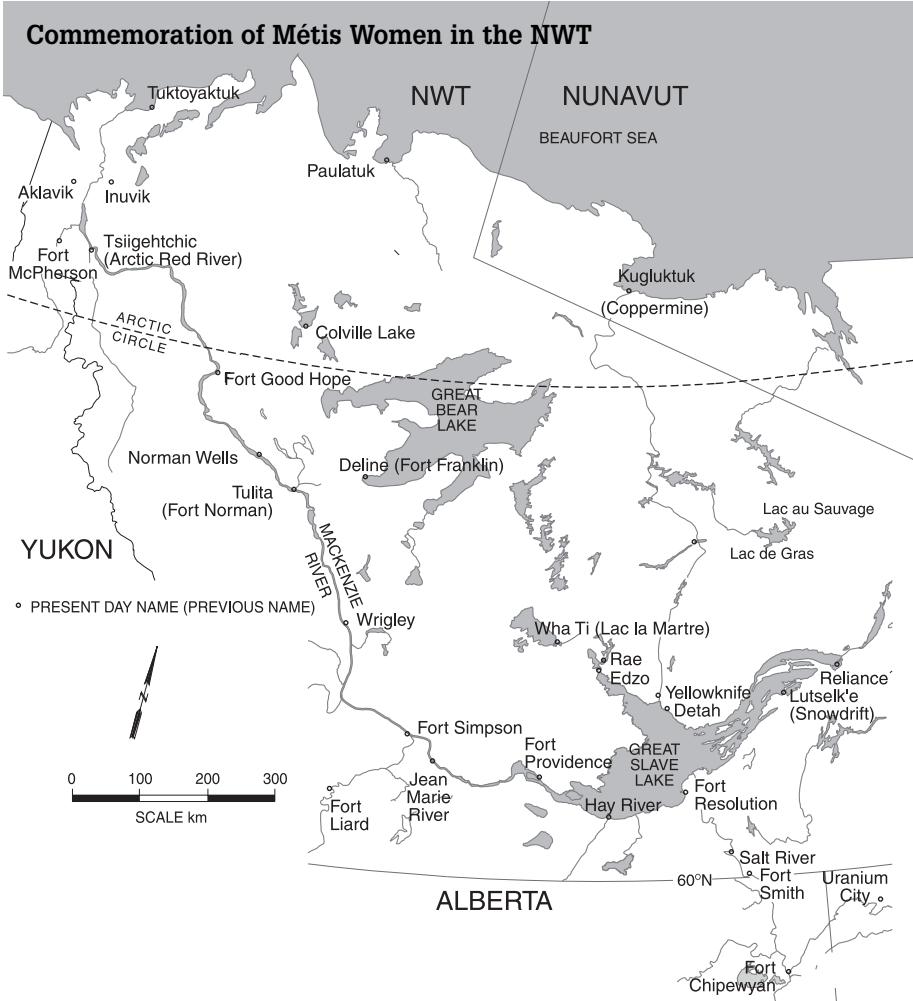 Commemoration of Métis Women in the NWT
Tuktoyaktuk
NWT
NUNAVUT
BEAUFORT SEA
Paulatuk
Aklavik
Inuvik
Tsiigehtchic
(Arctic Red River)
Fort
McPherson
Kugluktuk
(Coppermine)
ARCTIC
CIRCLE
Colville Lake
Fort Good Hope
GREAT
BEAR
LAKE
Norman Wells
Deline (Fort Franklin)
Tulita
(Fort Norman)
Lac au Sauvage
Lac de Gras
YUKON
MACKENZIE
RIVER
PRESENT DAY NAME (PREVIOUS NAME)
Wrigley
Wha Ti (Lac la Martre)
Rae
Edzo
Reliance
Yellowknife
Detah
Lutselk'e
(Snowdrift)
N
Fort Simpson
Fort
Providence
GREAT
SLAVE
LAKE
0 100 200 300
SCALE km
Fort
Liard
Jean
Marie
River
Hay River
Fort
Resolution
Salt River
Fort
Smith
60°N
Uranium
City
ALBERTA
Fort
Chipewyan